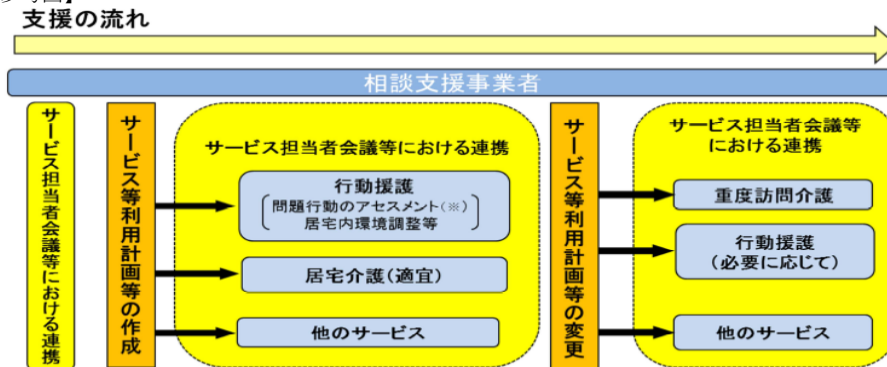 支援の流れ
相談支援事業者
サービス担当者会議等における連携
サービス等利用計画等の作成
サービス担当者会議等における連携
行動援護
問題行動のアセスメント(※)
居宅内環境調整等
居宅介護(適宜)
他のサービス
サービス等利用計画等の変更
サービス担当者会議等
における連携
重度訪問介護
行動援護
(必要に応じて)
他のサービス